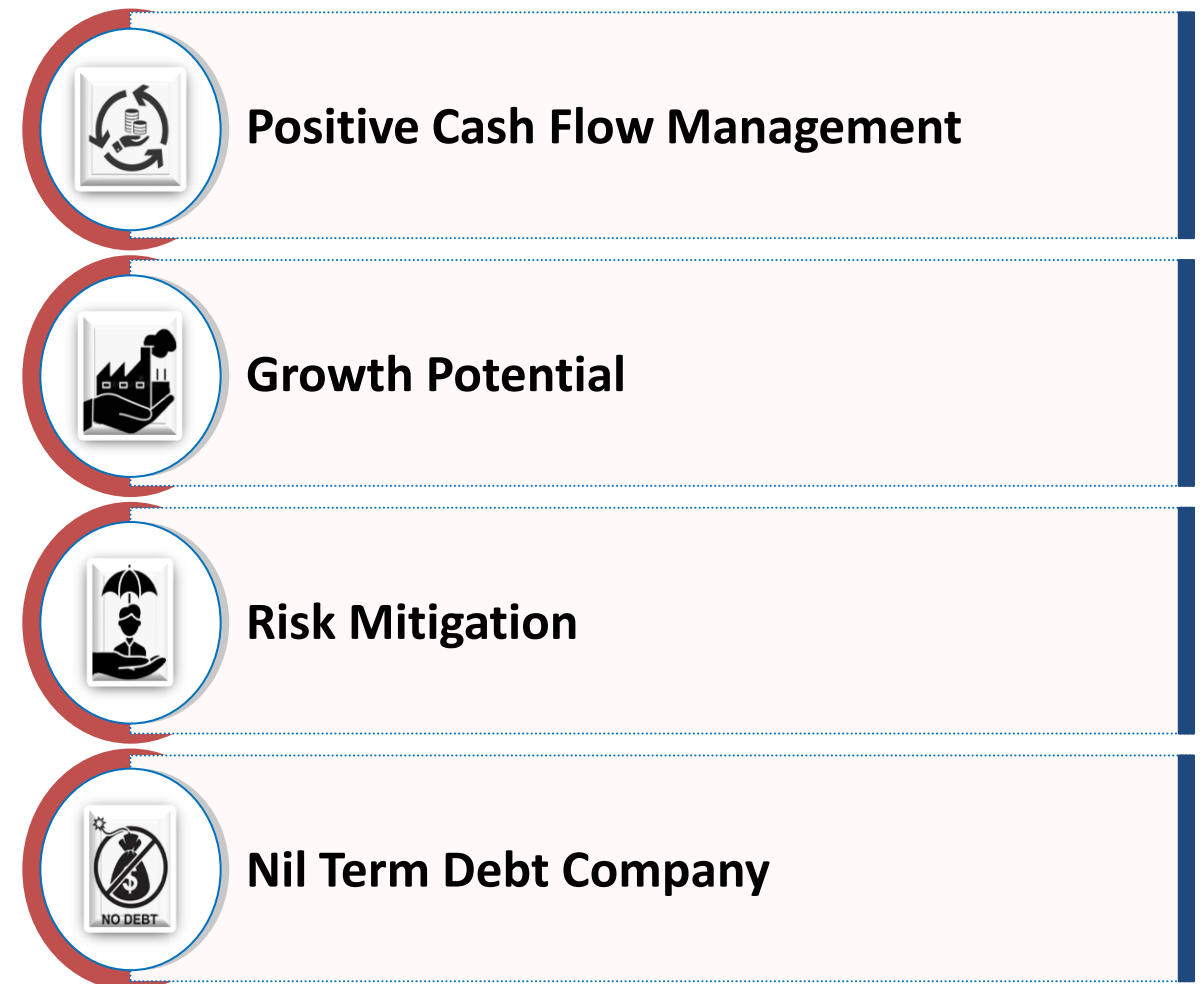 Positive Cash Flow Management
Growth Potential
Risk Mitigation
$
NO DEBT
Nil Term Debt Company